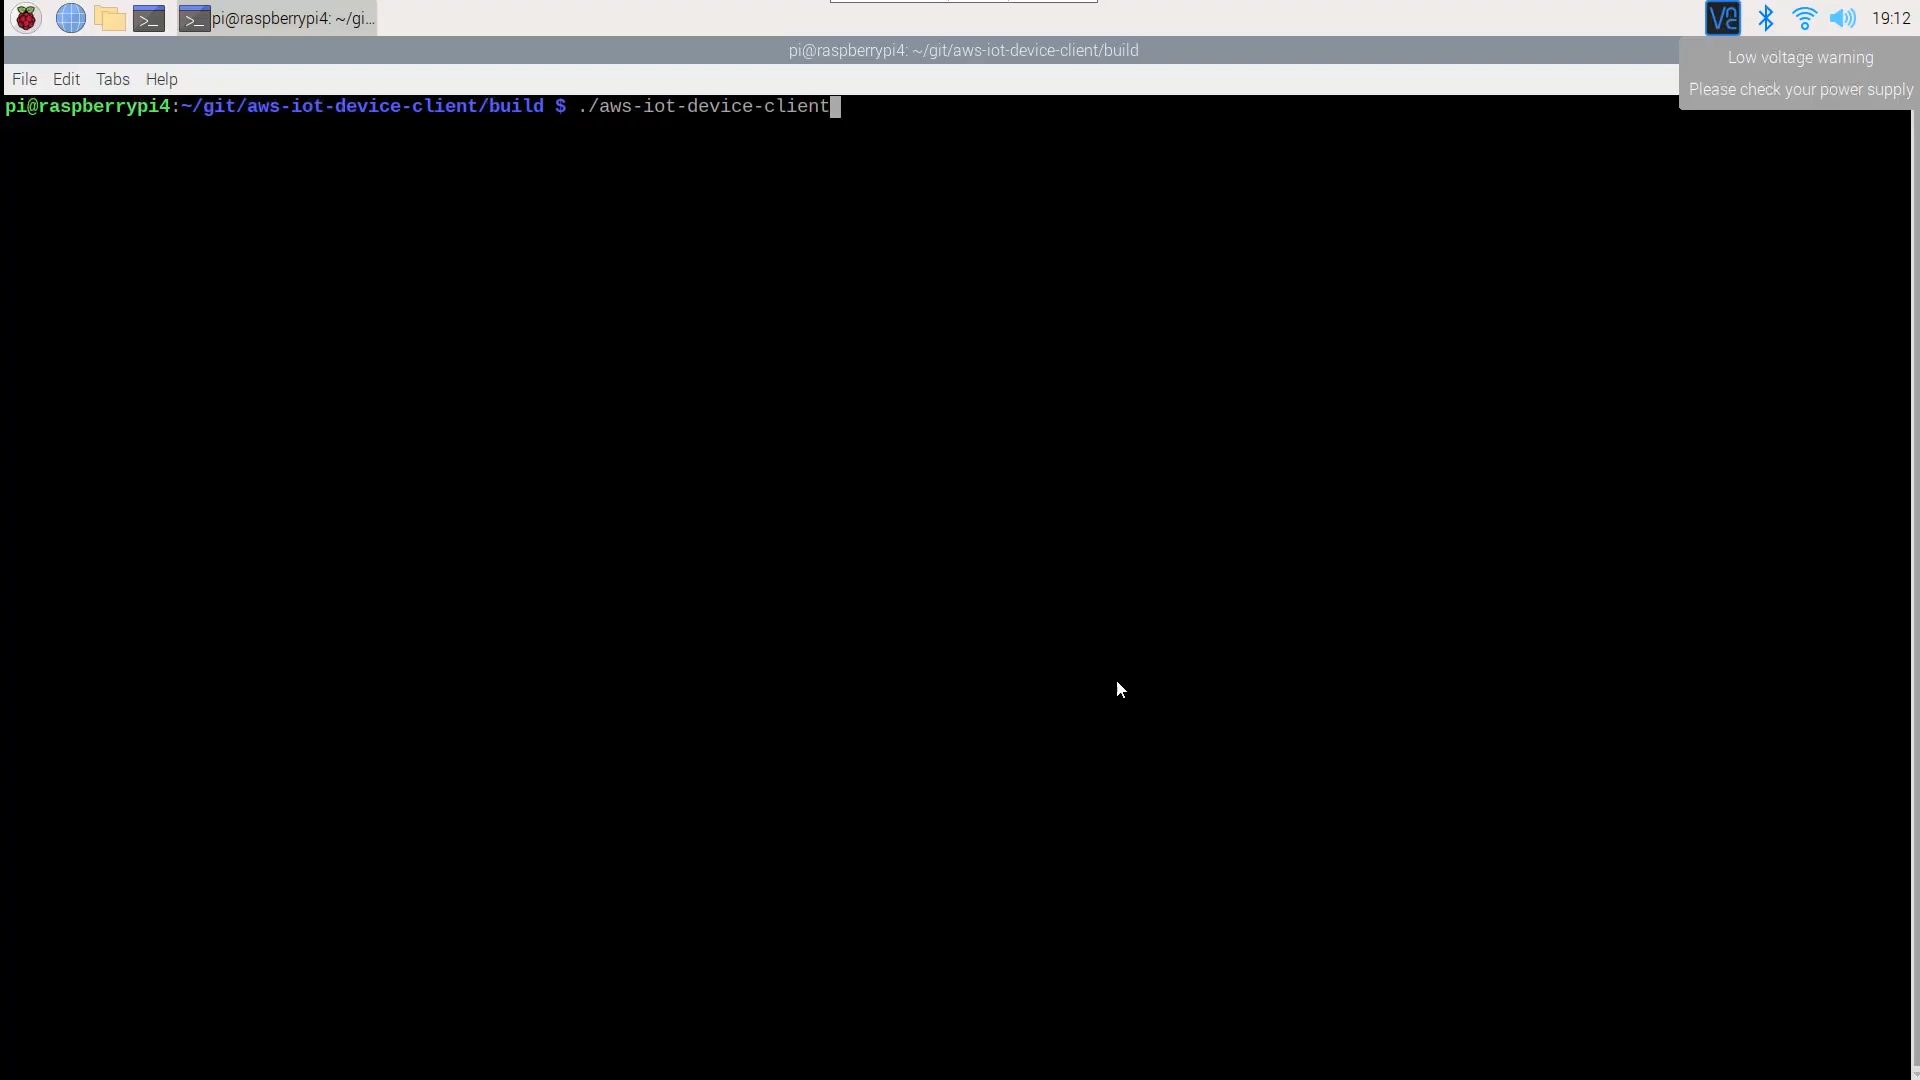 pi@raspberrypi4: ~/gi...
19:12
pi@raspberrypi4: ~/git/aws-iot-device-client/build
Low voltage warning
Please check your power supply
File Edit Tabs Help
pi@raspberrypi4:~/git/aws-iot-device-client/build $ ./aws-iot-device-client